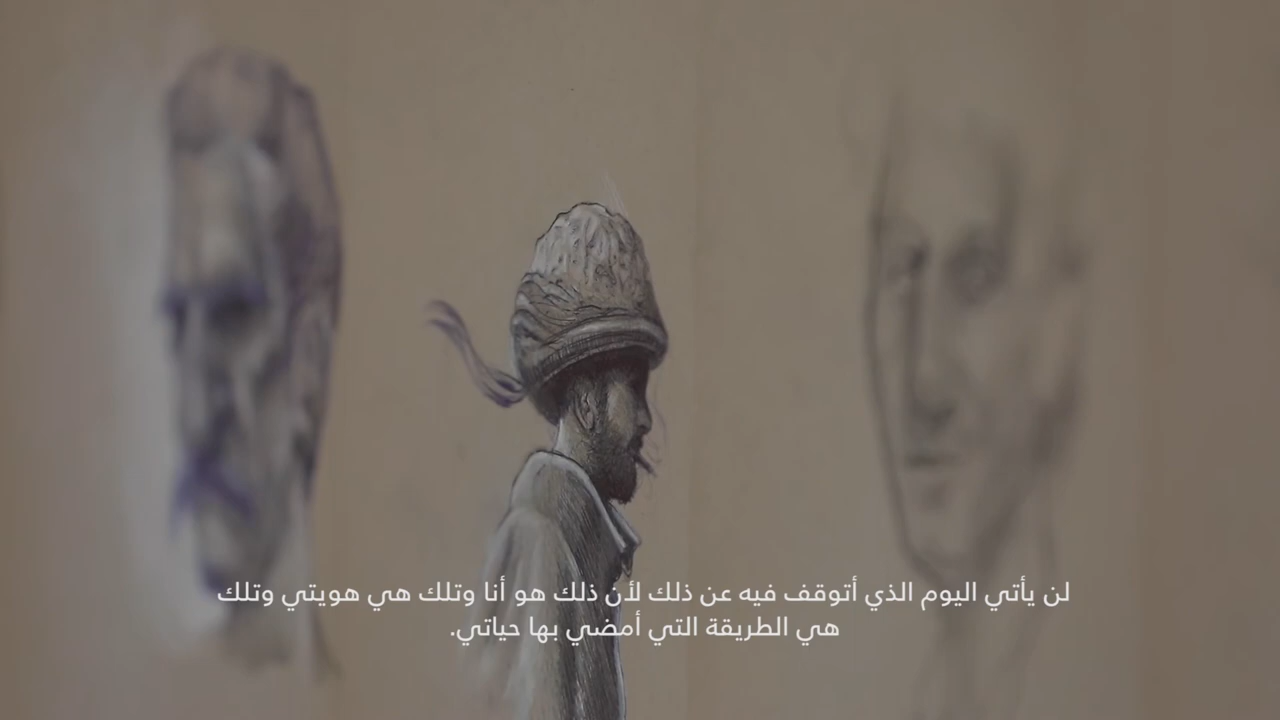 لن يأتي اليوم الذي أتوقف فيه عن ذلك لأن ذلك هو أنا وتلك هي هويتي وتلك
هي الطريقة التي أمضي بها حياتي.